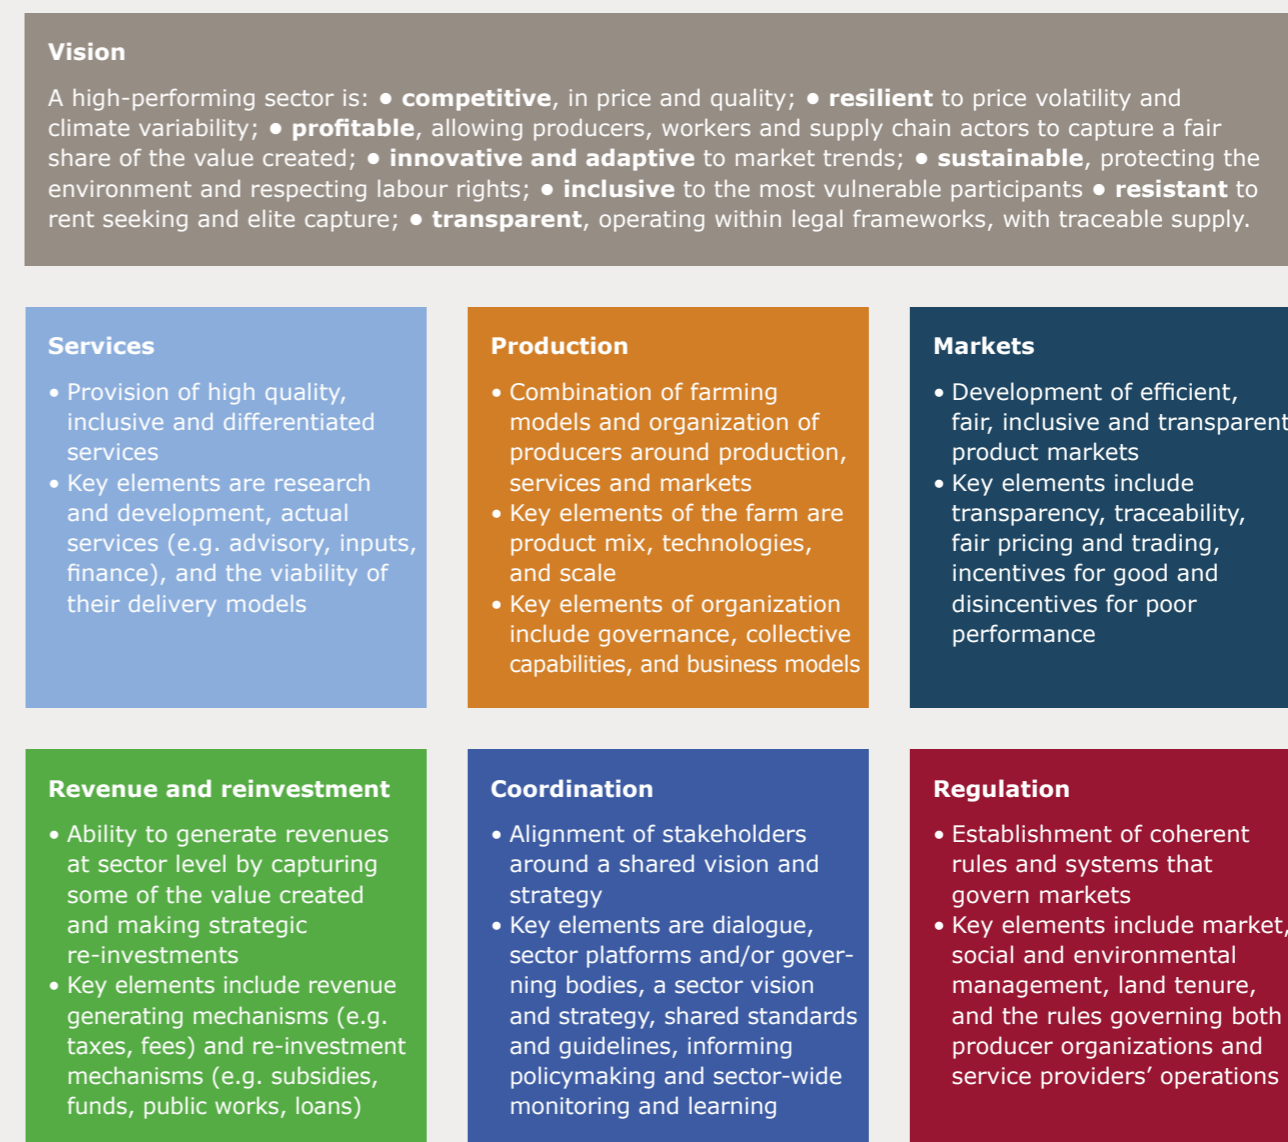 Vision
A high-performing sector is: ● competitive, in price and quality; ● resilient to price volatility and
climate variability; ● profitable, allowing producers, workers and supply chain actors to capture a fair
share of the value created; ● innovative and adaptive to market trends; ● sustainable, protecting the
environment and respecting labour rights; ● inclusive to the most vulnerable participants ● resistant to
rent seeking and elite capture; ● transparent, operating within legal frameworks, with traceable supply.
Services
• Provision of high quality,
inclusive and differentiated
services
• Key elements are research
and development, actual
services (e.g. advisory, inputs,
finance), and the viability of
their delivery models
Production
• Combination of farming
models and organization of
producers around production,
services and markets
• Key elements of the farm are
product mix, technologies,
and scale
• Key elements of organization
include governance, collective
capabilities, and business models
Markets
• Development of efficient,
fair, inclusive and transparent
product markets
• Key elements include
transparency, traceability,
fair pricing and trading,
incentives for good and
disincentives for poor
performance
Revenue and reinvestment
• Ability to generate revenues
at sector level by capturing
some of the value created
and making strategic
re-investments
• Key elements include revenue
generating mechanisms (e.g.
taxes, fees) and re-investment
mechanisms (e.g. subsidies,
funds, public works, loans)
Coordination
• Alignment of stakeholders
around a shared vision and
strategy
• Key elements are dialogue,
sector platforms and/or gover-
ning bodies, a sector vision
and strategy, shared standards
and guidelines, informing
policymaking and sector-wide
monitoring and learning
Regulation
• Establishment of coherent
rules and systems that
govern markets
• Key elements include market,
social and environmental
management, land tenure,
and the rules governing both
producer organizations and
service providers’ operations